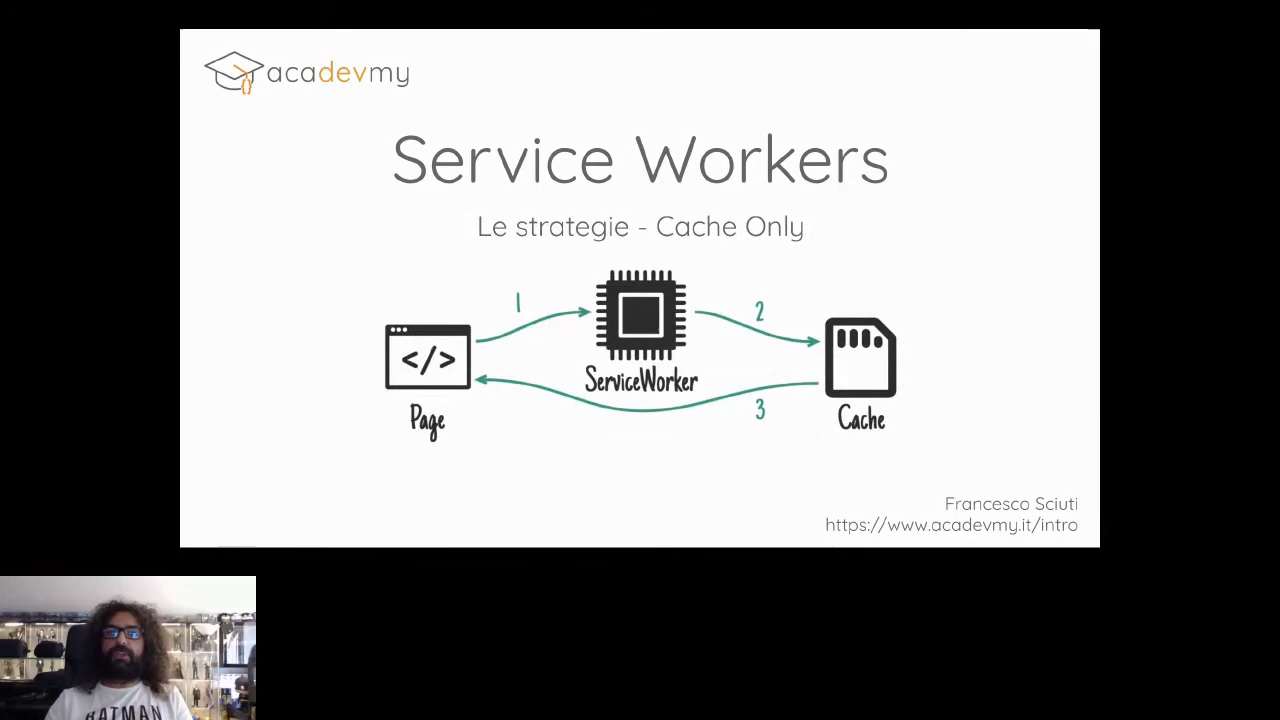 acadevmy
Service Workers
Le strategie - Cache Only
1
2
</>
ServiceWorker
3
Page
Cache
Francesco Sciuti
https://www.acadevmy.it/intro
BATMAN